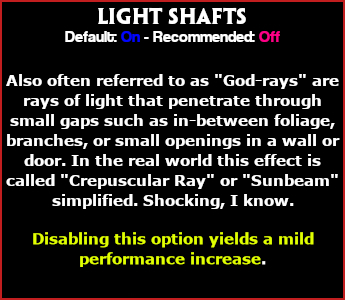 LIGHT SHAFTS
Default: On - Recommended: Off
Also often referred to as "God-rays" are
rays of light that penetrate through
small gaps such as in-between foliage,
branches, or small openings in a wall or
door. In the real world this effect is
called "Crepuscular Ray" or "Sunbeam"
simplified. Shocking, I know.
Disabling this option yields a mild
performance increase.